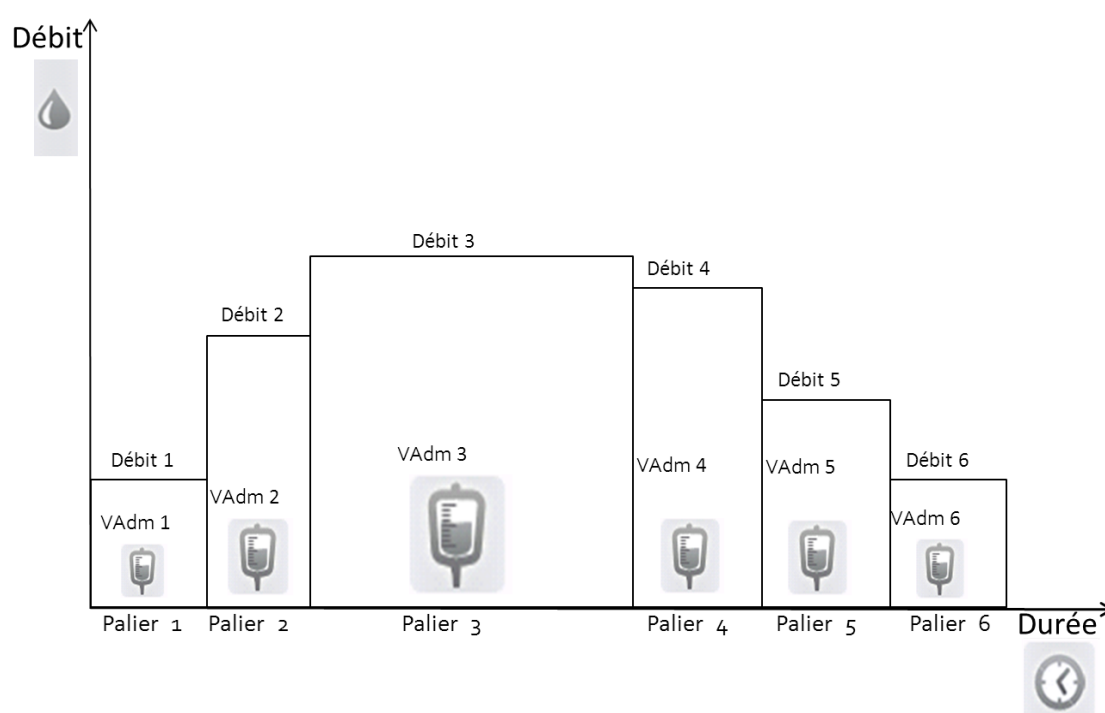 Débit
Débit 3
Débit 4
Débit 2
Débit 5
Débit 1
VAdm 3
Débit 6
VAdm 4
VAdm 5
VAdm 2
VAdm 1
VAdm 6
Palier 1
Palier 2
Palier 3
Palier 4
Palier 5
Palier 6
Durée